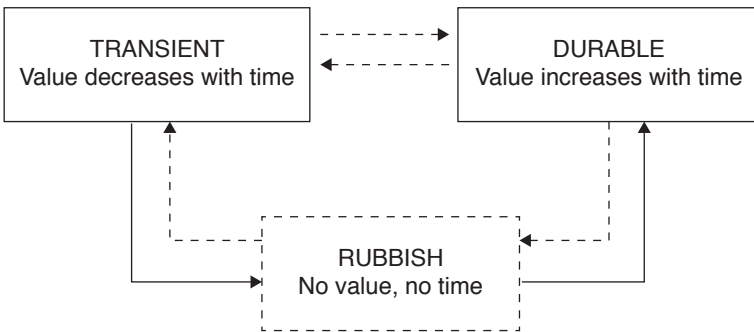 TRANSIENT
Value decreases with time
DURABLE
Value increases with time
RUBBISH
No value, no time